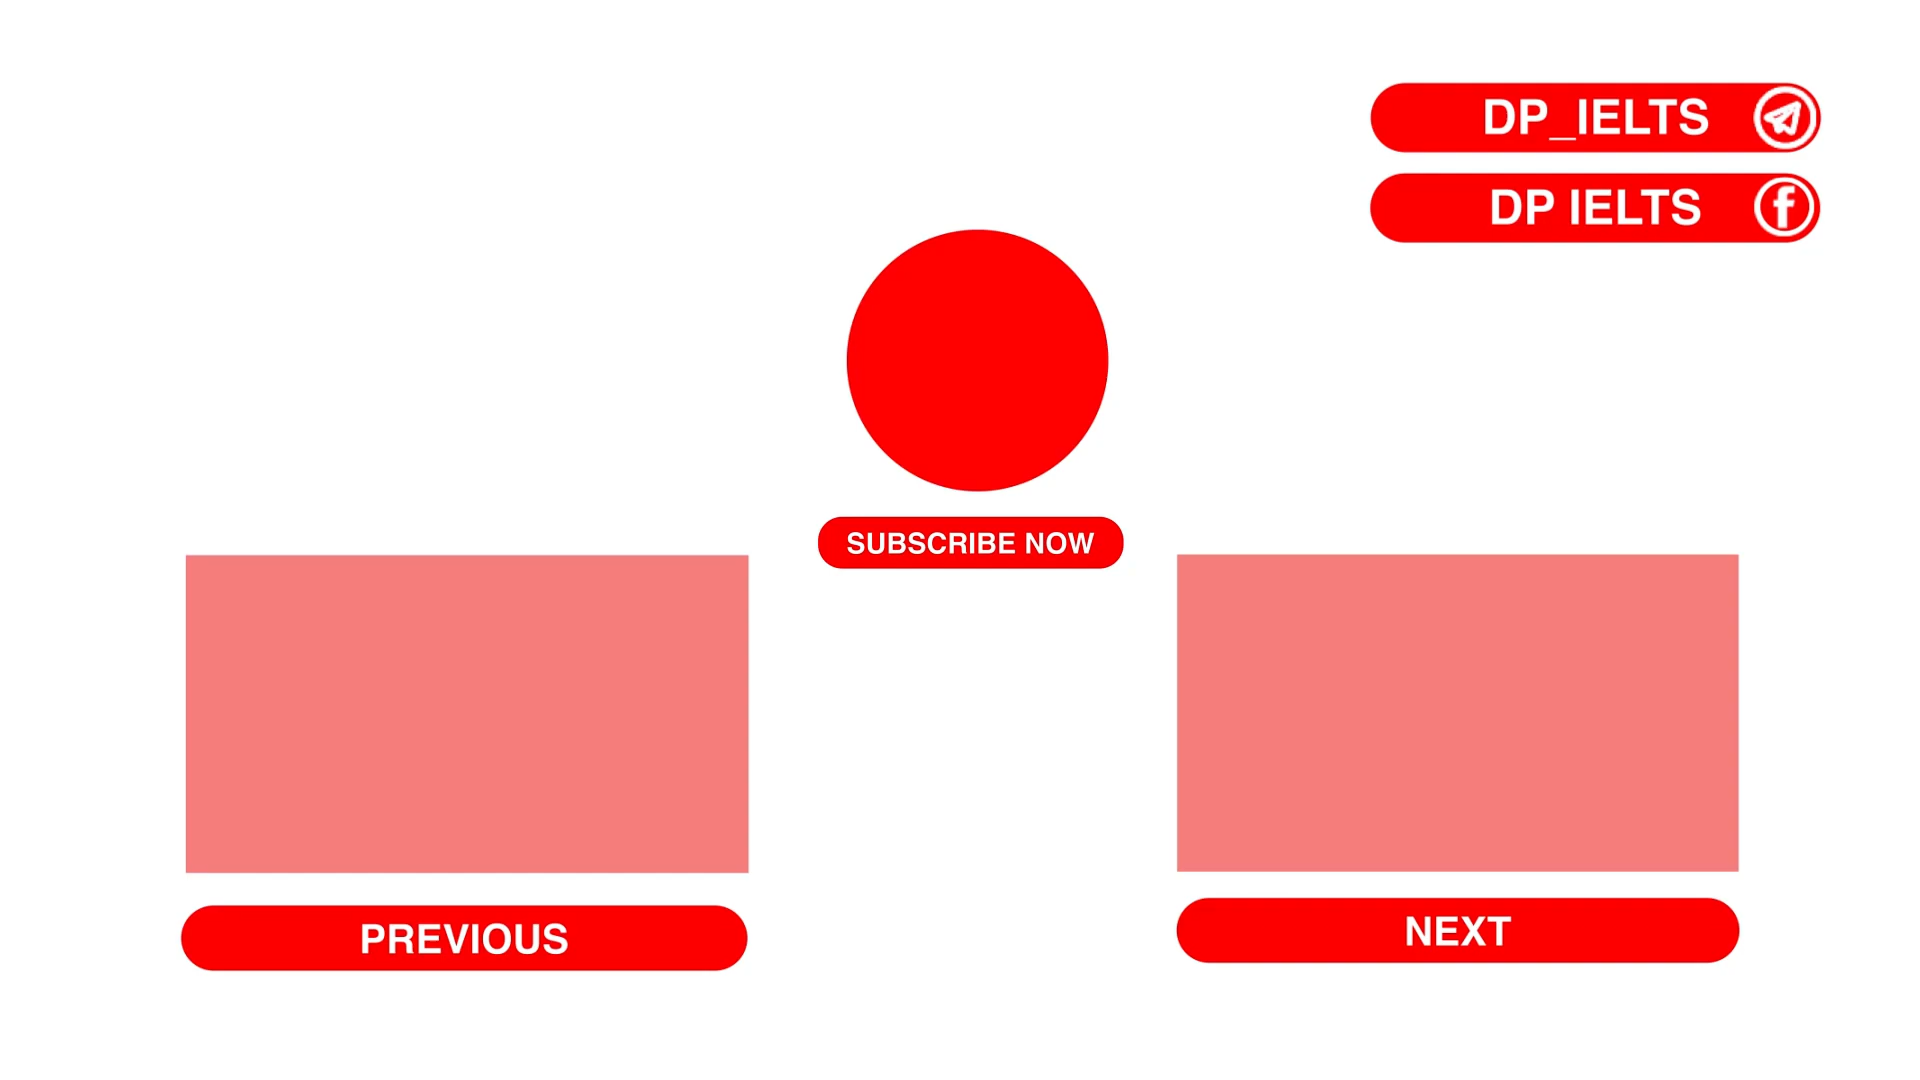 DP_IELTS
DP IELTS
SUBSCRIBE NOW
PREVIOUS
NEXT